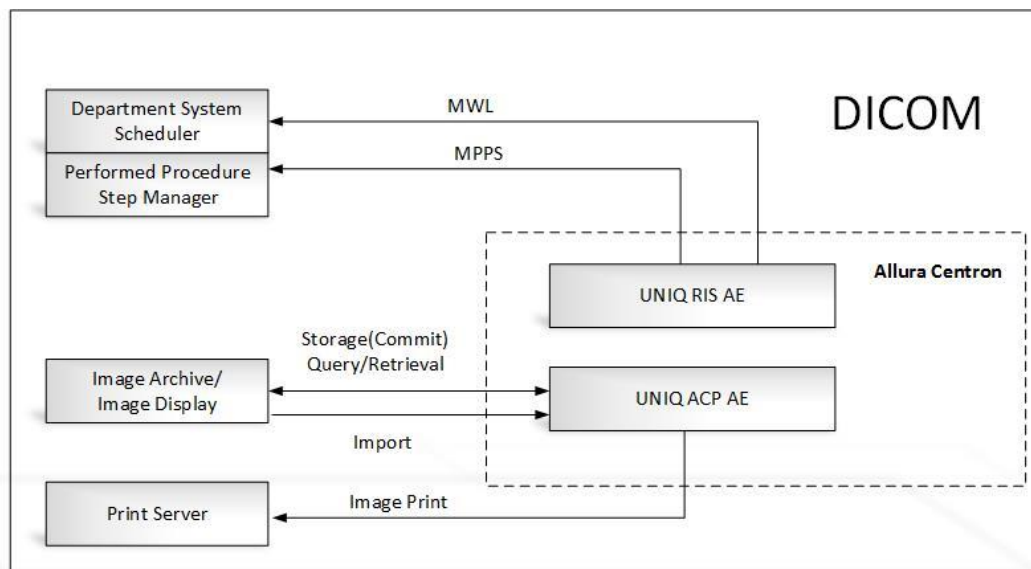 DICOM
Department System
Scheduler
MWL
Performed Procedure
Step Manager
MPPS
Allura Centron
UNIQ RIS AE
Storage(Commit)
Query/Retrieval
Image Archive/
Image Display
UNIQ ACP AE
Import
Print Server
Image Print